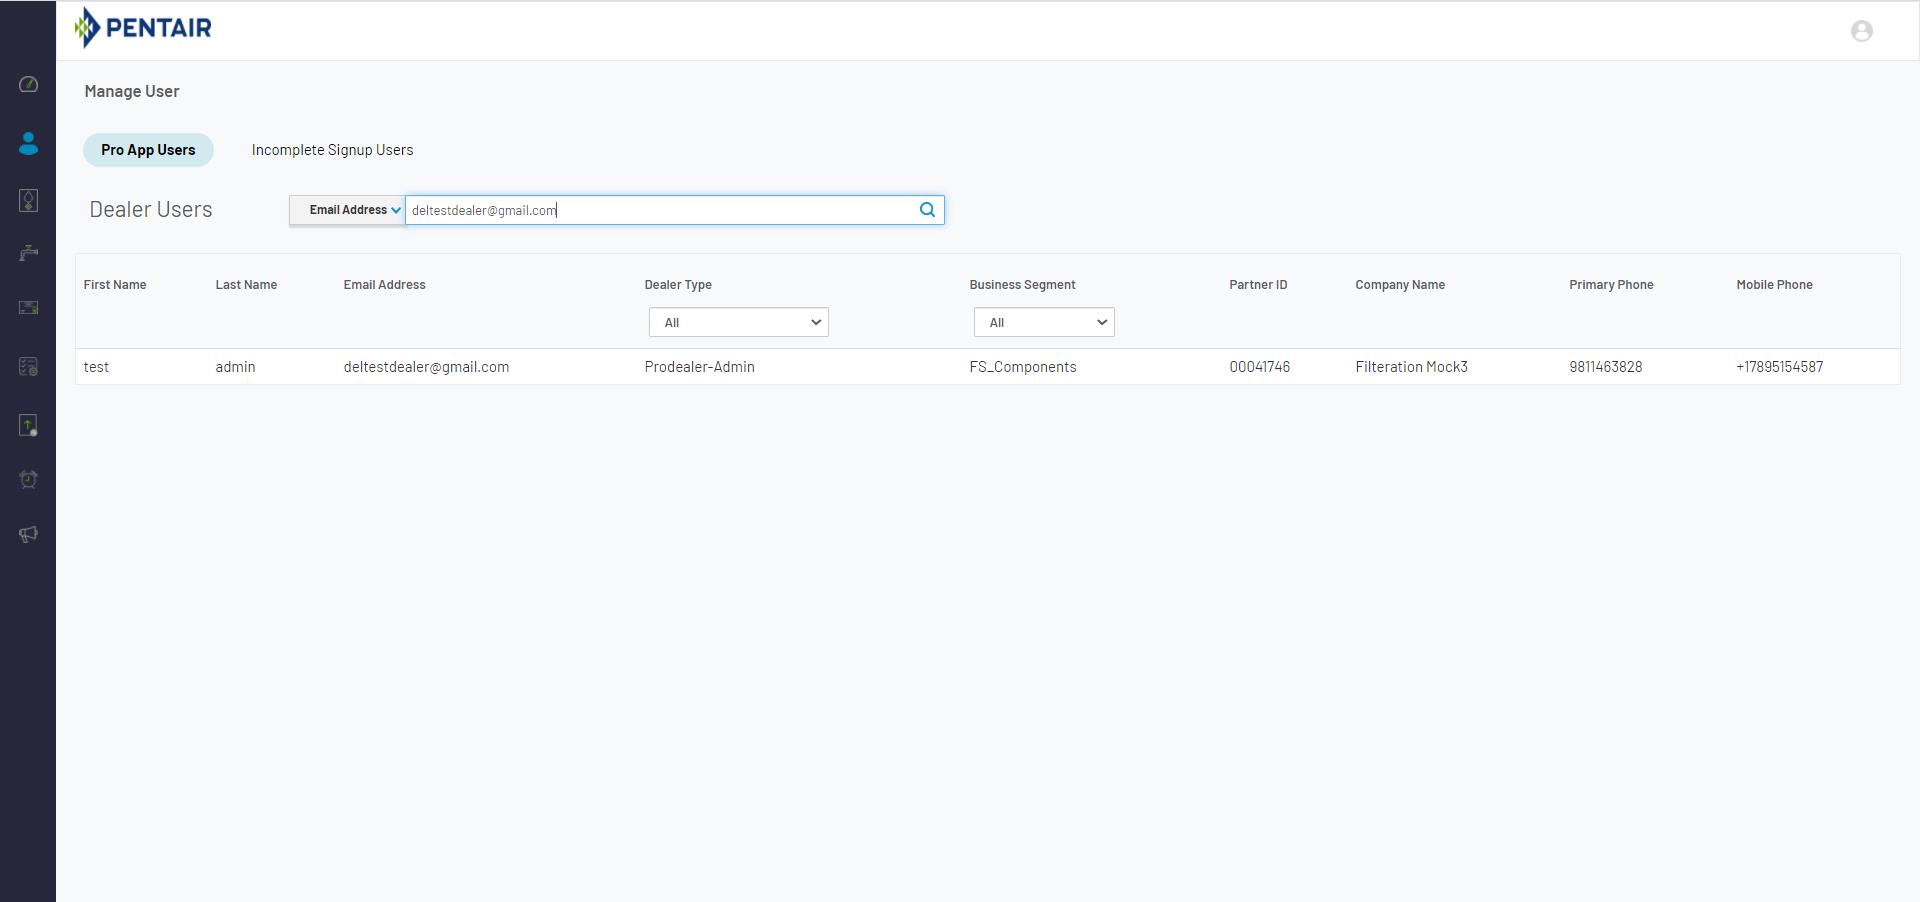 PENTAIR
Manage User
Pro App Users
Incomplete Signup Users
Dealer Users
Email Address
deltestdealer@gmail.com
First Name Last Name Email Address Dealer Type Business Segment Partner ID Company Name Primary Phone Mobile Phone
All All
test admin deltestdealer@gmail.com Prodealer-Admin FS_Components 00041746 Filteration Mock3 9811463828 +17895154587